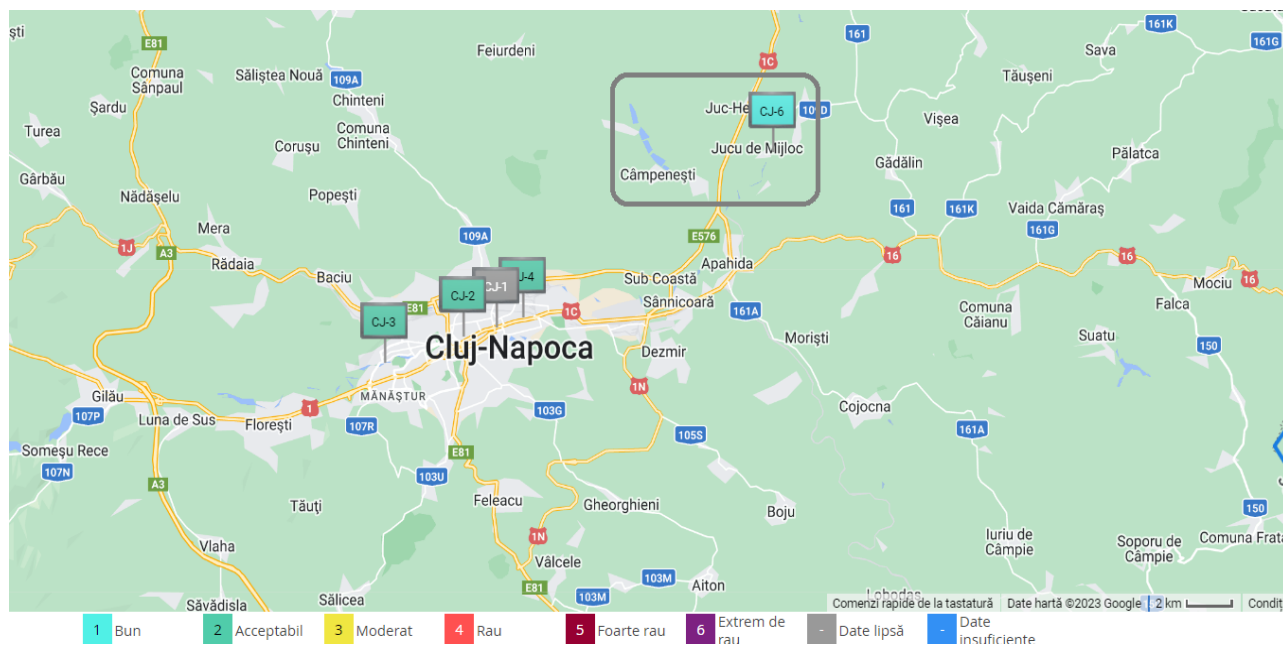 ști
E81
Feiurdeni
1C
161
161K
161G
Comuna
Sânpaul
Săliștea Nouă
109A
Sava
Tăușeni
Șardu
Chinteni
Juc-He
CJ-6
109D
Vișea
Turea
Corușu
Comuna
Chinteni
Jucu de Mijloc
Gădălin
Pălatca
Gârbău
Câmpenești
Nădășelu
Popești
161
161K
Vaida Cămăraș
Mera
109A
E576
161G
1J
A3
Rădaia
Apahida
16
16
16
Baciu
CJ-4
Sub Coastă
Mociu
CJ-1
CJ-2
E81
Sânnicoară
Falca
CJ-3
1C
161A
Comuna
Căianu
Cluj-Napoca
Dezmir
Morişti
Suatu
150
1N
Gilău
MĂNĂȘTUR
107P
Luna de Sus
1
103G
Cojocna
Florești
107R
105S
161A
Someșu Rece
E81
107N
103U
A3
Feleacu
Tăuți
Gheorghieni
Boju
150
1N
Iuriu de
Câmpie
Soporu de
Câmpie
Comuna Frata
Vlaha
Vâlcele
103M
Aiton
E81
103M
Săvădisla
Sălicea
Lobodaș
Comenzi rapide de la tastatură
Date hartă ©2023 Google
2 km
Condiț
1 Bun
2 Acceptabil
3 Moderat
4 Rau
5 Foarte rau
6 Extrem de
rau
- Date lipsă
- Date
insuficiente